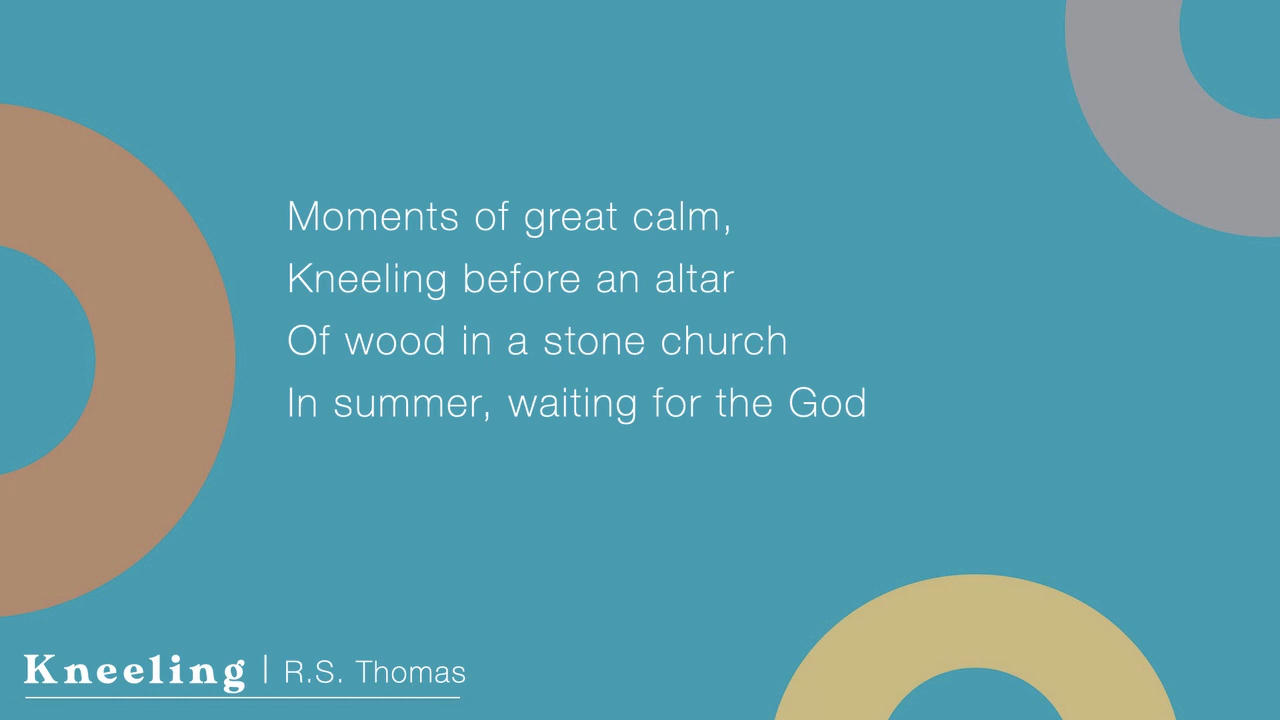 Moments of great calm,
Kneeling before an altar
Of wood in a stone church
In summer, waiting for the God
Kneeling | R.S. Thomas